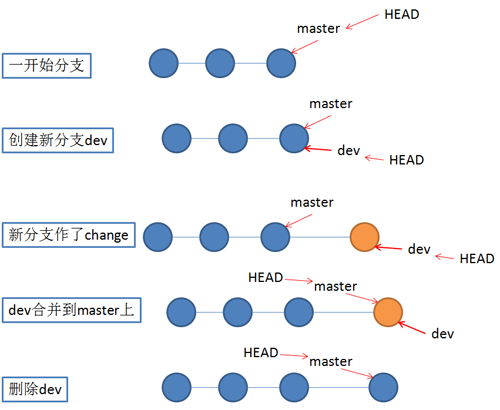 master HEAD
一开始分支
master
创建新分支dev
dev
HEAD
master
新分支作了change
dev
HEAD
HEAD
master
dev合并到master上
dev
HEAD
master
删除dev